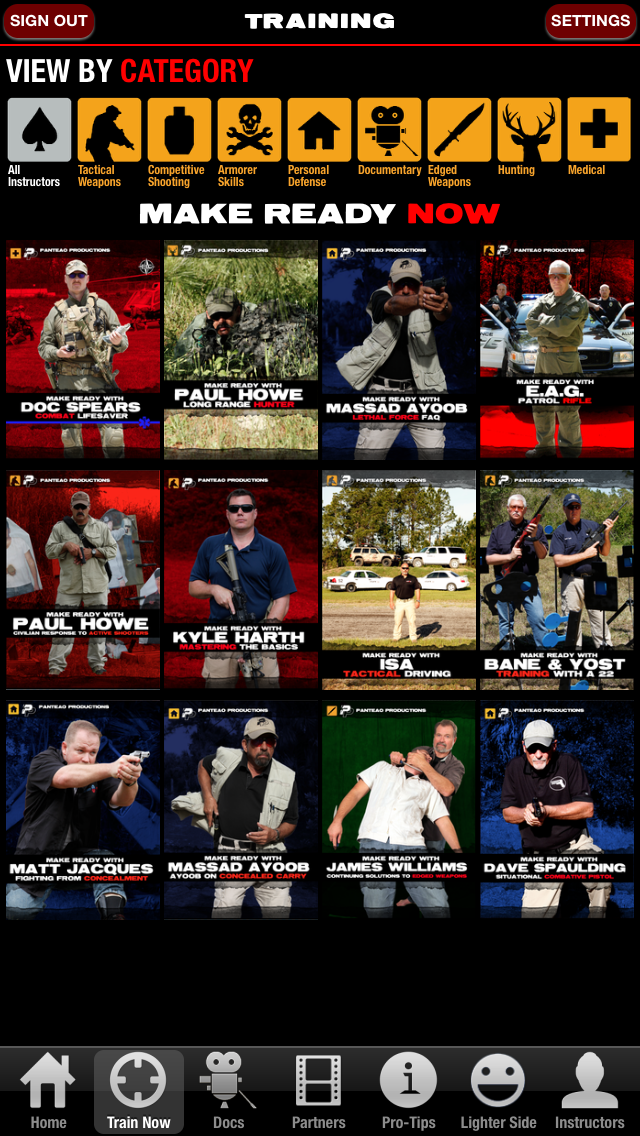 SIGN OUT
TRAINING
SETTINGS
VIEW BY CATEGORY
All Instructors
Tactical Weapons
Competitive Shooting
Armorer Skills
Personal Defense
Documentary
Edged Weapons
Hunting
Medical
MAKE READY NOW
PANTEAO PRODUCTIONS
MAKE READY WITH
DOC SPEARS
COMBAT LIFESAVER
PANTEAO PRODUCTIONS
MAKE READY WITH
PAUL HOWE
LONG RANGE HUNTER
PANTEAO PRODUCTIONS
MAKE READY WITH
MASSAD AYOOB
LETHAL FORCE FAQ
PANTEAO PRODUCTIONS
MAKE READY WITH
E.A.G.
PATROL RIFLE
PANTEAO PRODUCTIONS
MAKE READY WITH
PAUL HOWE
CIVILIAN RESPONSE TO ACTIVE SHOOTERS
PANTEAO PRODUCTIONS
MAKE READY WITH
KYLE HARTH
MASTERING THE BASICS
PANTEAO PRODUCTIONS
MAKE READY WITH
ISA
TACTICAL DRIVING
PANTEAO PRODUCTIONS
MAKE READY WITH
BANE & YOST
TRAINING WITH A 22
PANTEAO PRODUCTIONS
MAKE READY WITH
MATT JACQUES
FIGHTING FROM CONCEALMENT
PANTEAO PRODUCTIONS
MAKE READY WITH
MASSAD AYOOB
AYOOB ON CONCEALED CARRY
PANTEAO PRODUCTIONS
MAKE READY WITH
JAMES WILLIAMS
CONTINUING SOLUTIONS TO EDGED WEAPONS
PANTEAO PRODUCTIONS
MAKE READY WITH
DAVE SPAULDING
SITUATIONAL COMBATIVE PISTOL
Home
Train Now
Docs
Partners
Pro-Tips
Lighter Side
Instructors